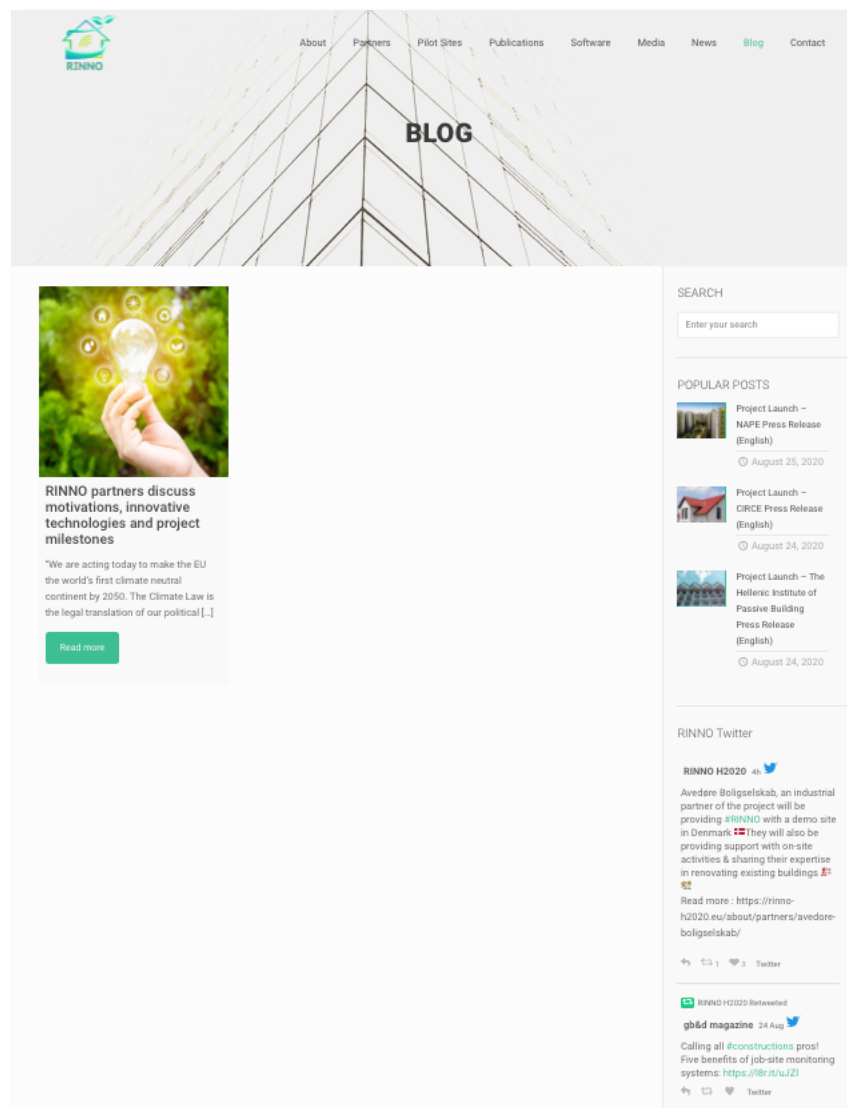 RINNO
About Partners Pilot Sites Publications Software Media News Blog Contact
BLOG
RINNO partners discuss
motivations, innovative
technologies and project
milestones
"We are acting today to make the EU
the world's first climate neutral
continent by 2050. The Climate Law is
the legal translation of our political [...]
Read more
SEARCH
Enter your search
POPULAR POSTS
Project Launch –
NAPE Press Release
(English)
August 25, 2020
Project Launch –
CIRCE Press Release
(English)
August 24, 2020
Project Launch – The
Hellenic Institute of
Passive Building
Press Release
(English)
August 24, 2020
RINNO Twitter
RINNO H2020 4h
Avedøre Boligselskab, an industrial
partner of the project will be
providing #RINNO with a demo site
in Denmark 🇩🇰They will also be
providing support with on-site
activities & sharing their expertise
in renovating existing buildings
Read more : https://rinno-
h2020.eu/about/partners/avedore-
boligselskab/
1 3 Twitter
RINNO H2020 Retweeted
gb&d magazine 24 Aug
Calling all #constructions pros!
Five benefits of job-site monitoring
systems: https://l8r.it/uJZl
Twitter